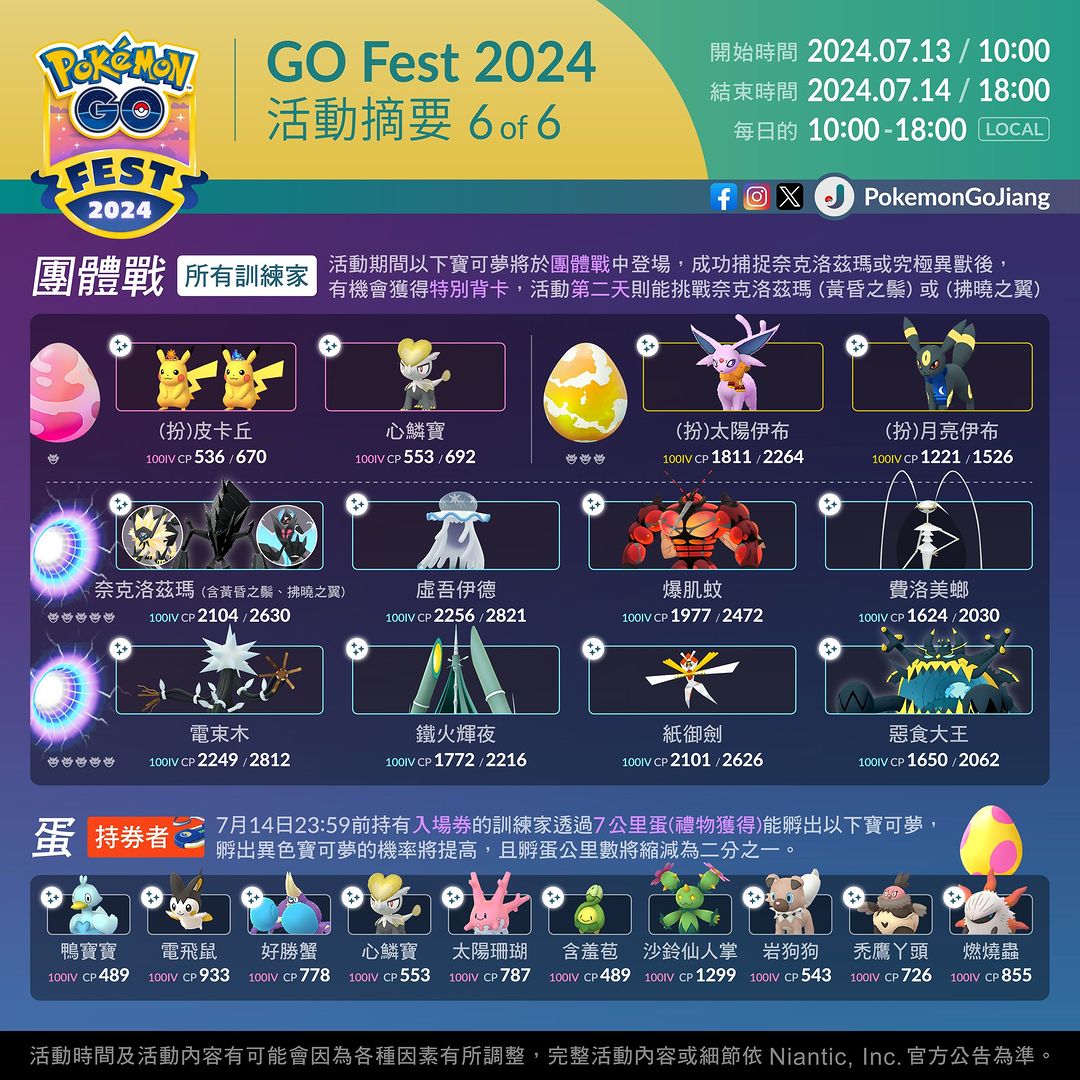 POKÉMON
GO
FEST
2024
GO Fest 2024
活動摘要 6 of 6
開始時間 2024.07.13 / 10:00
結束時間 2024.07.14 / 18:00
每日的 10:00 - 18:00 LOCAL
PokemonGoJiang
團體戰 所有訓練家
活動期間以下寶可夢將於團體戰中登場，成功捕捉奈克洛茲瑪或究極異獸後，
有機會獲得特別背卡，活動第二天則能挑戰奈克洛茲瑪 (黃昏之鬃) 或 (拂曉之翼)
(扮)皮卡丘
100IV CP 536 / 670
心鱗寶
100IV CP 553 / 692
(扮)太陽伊布
100IV CP 1811 / 2264
(扮)月亮伊布
100IV CP 1221 / 1526
奈克洛茲瑪 (含黃昏之鬃、拂曉之翼)
100IV CP 2104 / 2630
虛吾伊德
100IV CP 2256 / 2821
爆肌蚊
100IV CP 1977 / 2472
費洛美螂
100IV CP 1624 / 2030
電束木
100IV CP 2249 / 2812
鐵火輝夜
100IV CP 1772 / 2216
紙御劍
100IV CP 2101 / 2626
惡食大王
100IV CP 1650 / 2062
蛋 持券者
7月14日23:59前持有入場券的訓練家透過7公里蛋(禮物獲得)能孵出以下寶可夢，
孵出異色寶可夢的機率將提高，且孵蛋公里數將縮減為二分之一。
鴨寶寶
100IV CP 489
電飛鼠
100IV CP 933
好勝蟹
100IV CP 778
心鱗寶
100IV CP 553
太陽珊瑚
100IV CP 787
含羞苞
100IV CP 489
沙鈴仙人掌
100IV CP 1299
岩狗狗
100IV CP 543
禿鷹丫頭
100IV CP 726
燃燒蟲
100IV CP 855
活動時間及活動內容有可能會因為各種因素有所調整，完整活動內容或細節依 Niantic, Inc. 官方公告為準。